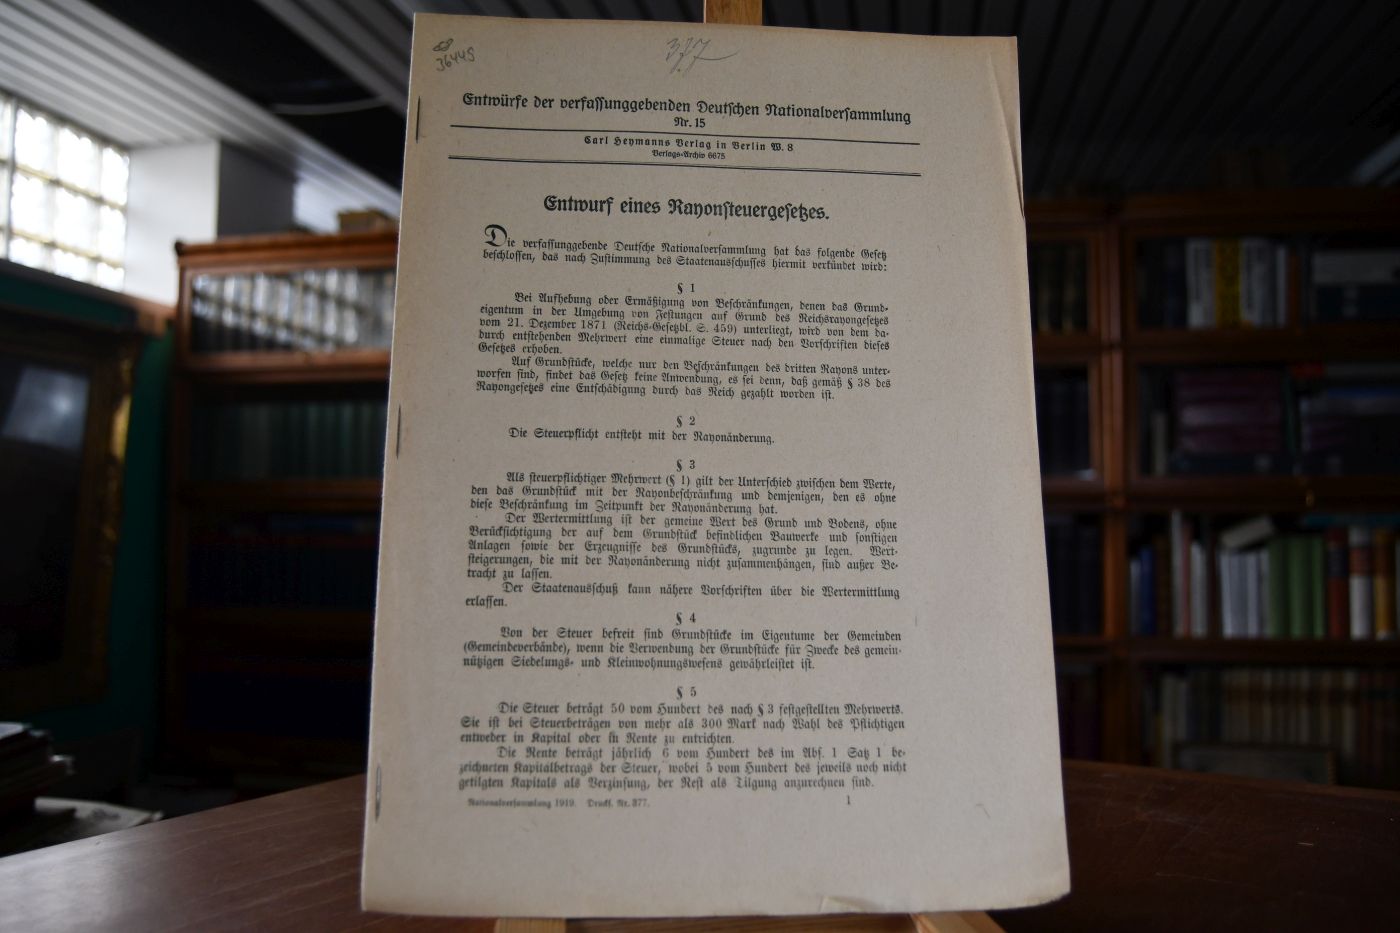 36445
377
Entwürfe der verfassunggebenden Deutschen Nationalversammlung
Nr. 15
Carl Heymanns Verlag in Berlin W. 8
Verlags-Archiv 6675
Entwurf eines Rayonsteuergesetzes.
Die verfassunggebende Deutsche Nationalversammlung hat das folgende Gesetz
beschlossen, das nach Zustimmung des Staatenausschusses hiermit verkündet wird:
§ 1
Bei Aufhebung oder Ermäßigung von Beschränkungen, denen das Grund-
eigentum in der Umgebung von Festungen auf Grund des Reichsrayongesetzes
vom 21. Dezember 1871 (Reichs-Gesetzbl. S. 459) unterliegt, wird von dem da-
durch entstehenden Mehrwert eine einmalige Steuer nach den Vorschriften dieses
Gesetzes erhoben.
Auf Grundstücke, welche nur den Beschränkungen des dritten Rayons unter-
worfen sind, findet das Gesetz keine Anwendung, es sei denn, daß gemäß § 38 des
Rayongesetzes eine Entschädigung durch das Reich gezahlt worden ist.
§ 2
Die Steuerpflicht entsteht mit der Rayonänderung.
§ 3
Als steuerpflichtiger Mehrwert (§ 1) gilt der Unterschied zwischen dem Werte,
den das Grundstück mit der Rayonbeschränkung und demjenigen, den es ohne
diese Beschränkung im Zeitpunkt der Rayonänderung hat.
Der Wertermittlung ist der gemeine Wert des Grund und Bodens, ohne
Berücksichtigung der auf dem Grundstück befindlichen Bauwerke und sonstigen
Anlagen sowie der Erzeugnisse des Grundstücks, zugrunde zu legen. Wert-
steigerungen, die mit der Rayonänderung nicht zusammenhängen, sind außer Be-
tracht zu lassen.
Der Staatenausschuß kann nähere Vorschriften über die Wertermittlung
erlassen.
§ 4
Von der Steuer befreit sind Grundstücke im Eigentume der Gemeinden
(Gemeindeverbände), wenn die Verwendung der Grundstücke für Zwecke des gemein-
nützigen Siedelungs- und Kleinwohnungswesens gewährleistet ist.
§ 5
Die Steuer beträgt 50 vom Hundert des nach § 3 festgestellten Mehrwerts.
Sie ist bei Steuerbeträgen von mehr als 300 Mark nach Wahl des Pflichtigen
entweder in Kapital oder in Rente zu entrichten.
Die Rente beträgt jährlich 6 vom Hundert des im Abs. 1 Satz 1 be-
zeichneten Kapitalbetrags der Steuer, wobei 5 vom Hundert des jeweils noch nicht
getilgten Kapitals als Verzinsung, der Rest als Tilgung anzurechnen sind.
Nationalversammlung 1919. Drucks. Nr. 377.
1